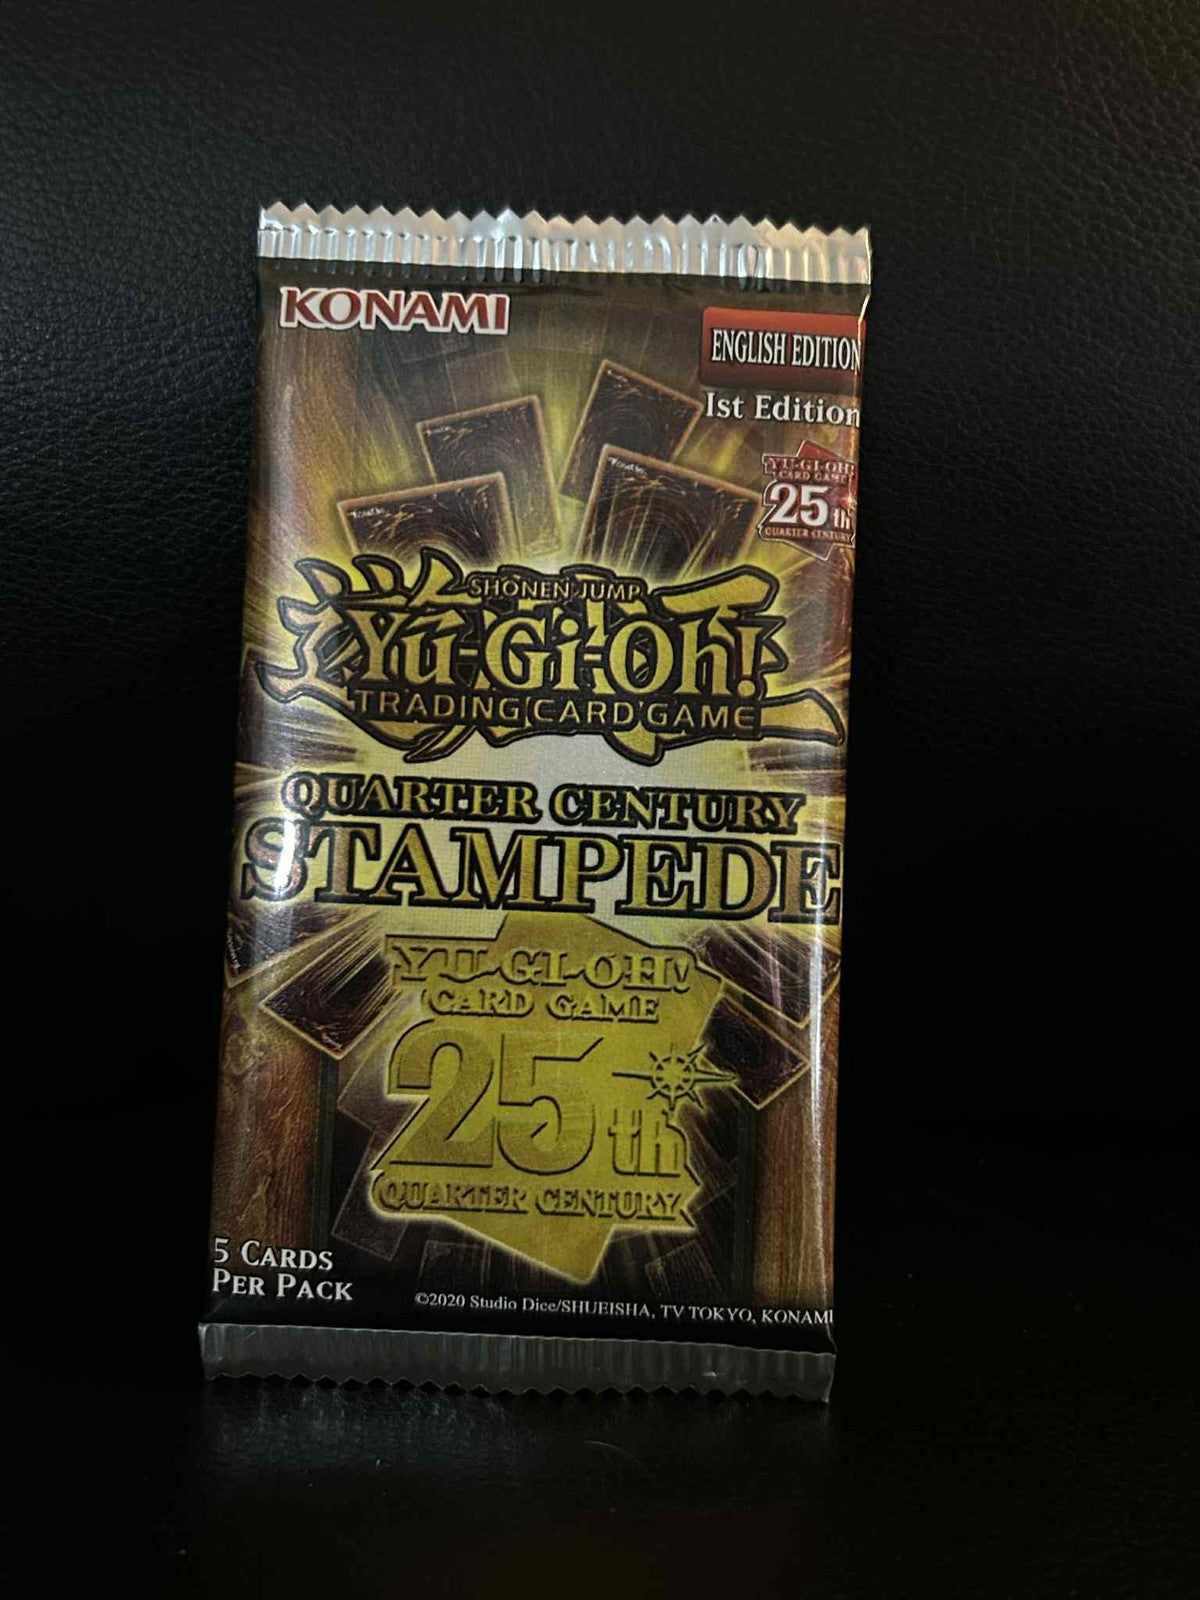 KONAMI
ENGLISH EDITION
1st Edition
YU-GI-OH!
CARD GAME
25th
QUARTER CENTURY
SHONEN JUMP
Yu-Gi-Oh!
TRADING CARD GAME
QUARTER CENTURY
STAMPEDE
YU-GI-OH!
CARD GAME
25th
QUARTER CENTURY
5 CARDS
PER PACK
©2020 Studio Dice/SHUEISHA, TV TOKYO, KONAMI